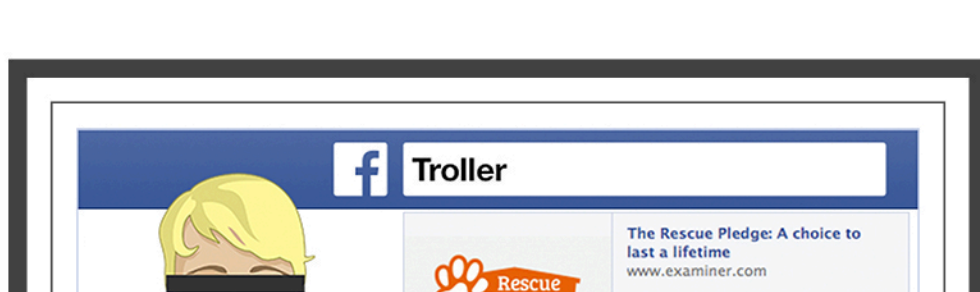 f
Troller
The Rescue Pledge: A choice to
last a lifetime
www.examiner.com
Rescue